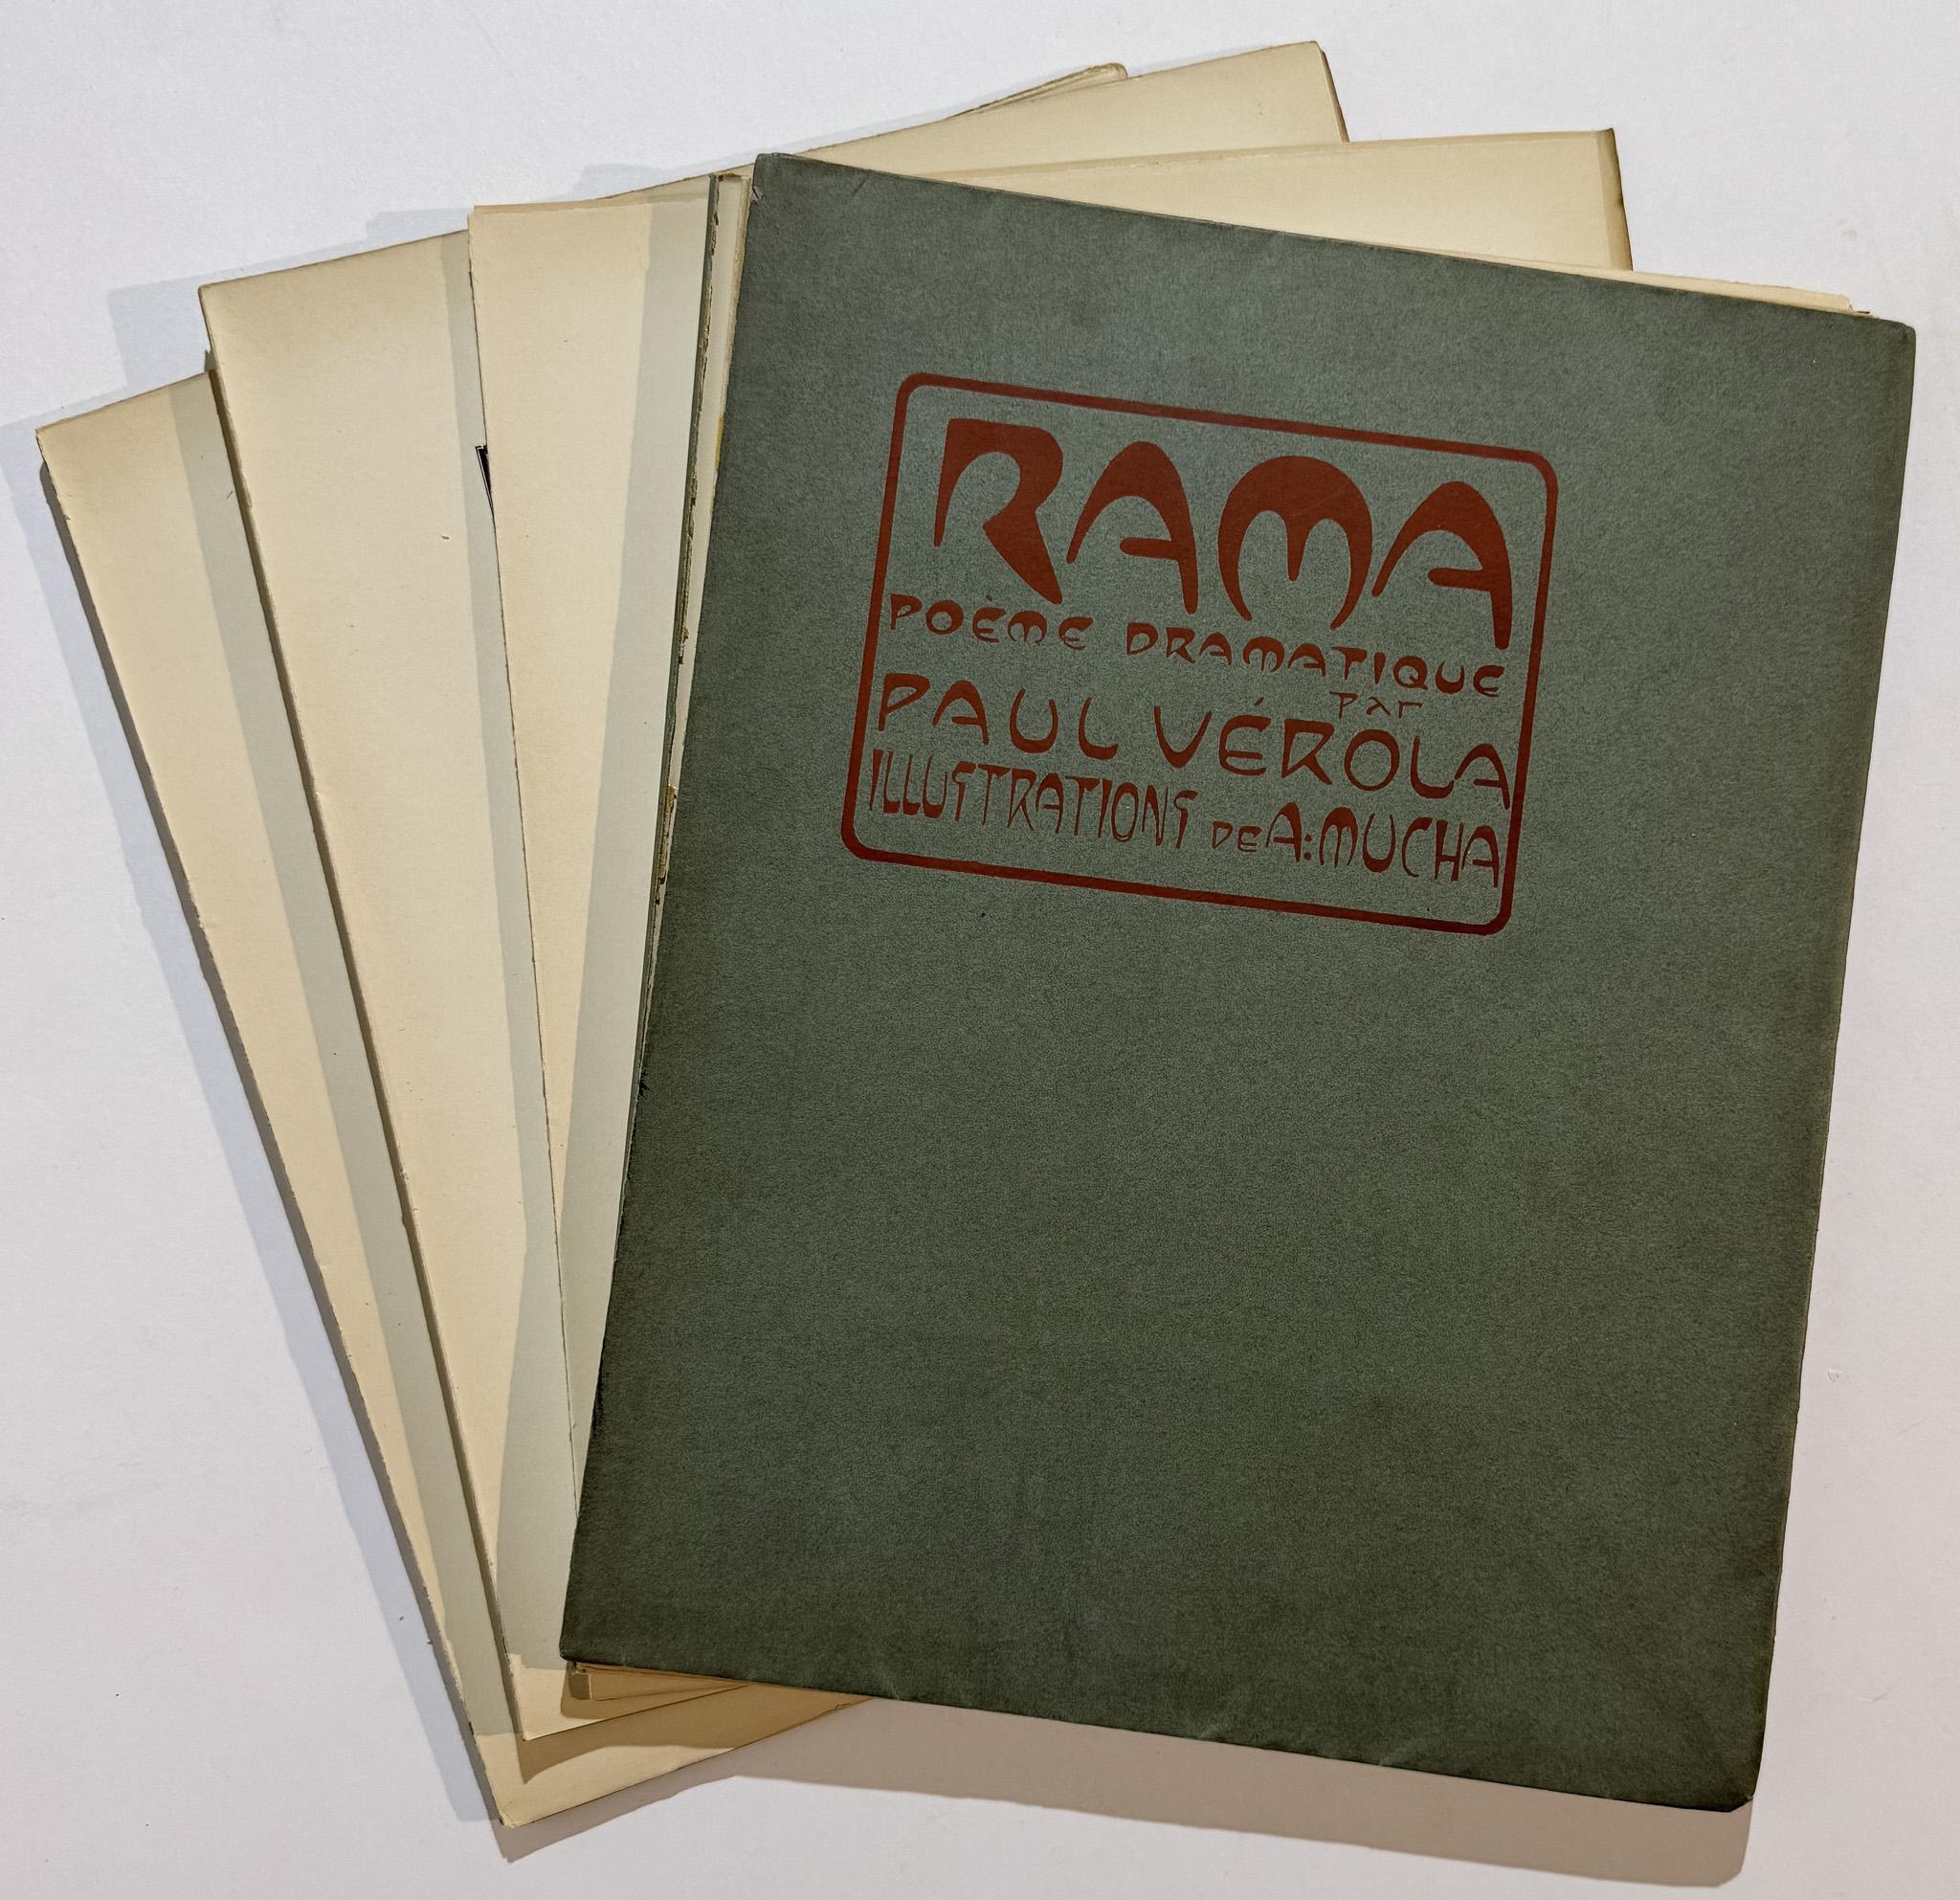 RAMA
POÈME DRAMATIQUE
par
PAUL VÉROLA
ILLUSTRATIONS DE A: MUCHA